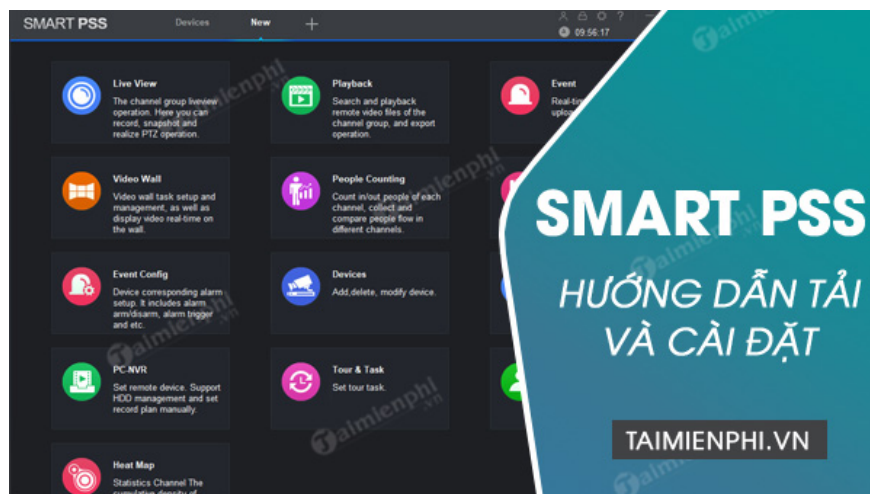 SMART PSS
Devices
New
09:56:17
Live View
The channel group liveview
operation. Here you can
record, snapshot and
realize PTZ operation.
Playback
Search and playback
remote video files of the
channel group, and export
operation.
Event
Video Wall
Video wall task setup and
management, as well as
display video real-time on
the wall.
People Counting
Count in/out people of each
channel, collect and
compare people flow in
different channels.
Event Config
Device corresponding alarm
setup. It includes alarm
arm/disarm, alarm trigger
and etc.
Devices
Add,delete, modify device.
PC-NVR
Set remote device. Support
HDD management and set
record plan manually.
Tour & Task
Set tour task.
Heat Map
Statistics Channel The
cumulative density of
SMART PSS
HƯỚNG DẪN TẢI
VÀ CÀI ĐẶT
TAIMIENPHI.VN
Taimienphi
.vn